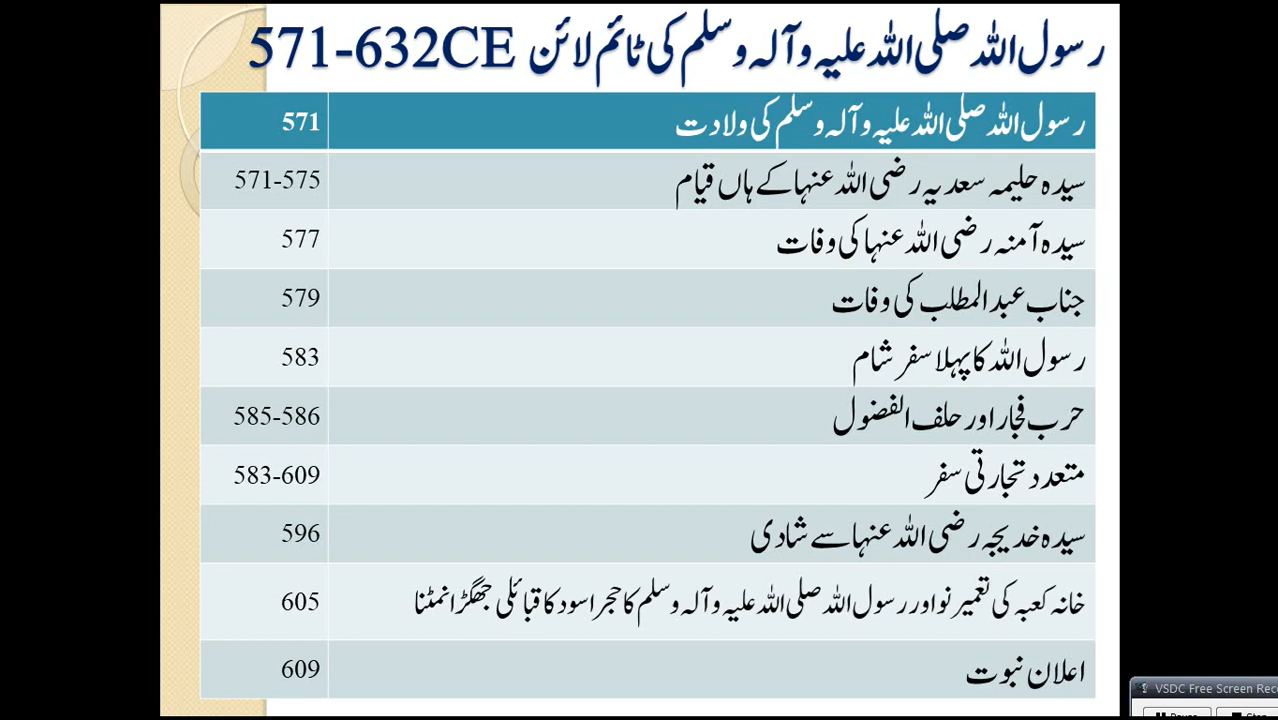 رسول اللہ صلی اللہ علیہ وآلہ وسلم کی ٹائم لائن 571-632CE
رسول اللہ صلی اللہ علیہ وآلہ وسلم کی ولادت 571
سیدہ حلیمہ سعدیہ رضی اللہ عنہا کے ہاں قیام 571-575
سیدہ آمنہ رضی اللہ عنہا کی وفات 577
جناب عبد المطلب کی وفات 579
رسول اللہ کا پہلا سفر شام 583
حرب فجار اور حلف الفضول 585-586
متعدد تجارتی سفر 583-609
سیدہ خدیجہ رضی اللہ عنہا سے شادی 596
خانہ کعبہ کی تعمیر نو اور رسول اللہ صلی اللہ علیہ وآلہ وسلم کا حجر اسود کا قبائلی جھگڑا نمٹنا 605
اعلان نبوت 609
VSDC Free Screen Rec
Pause Stop